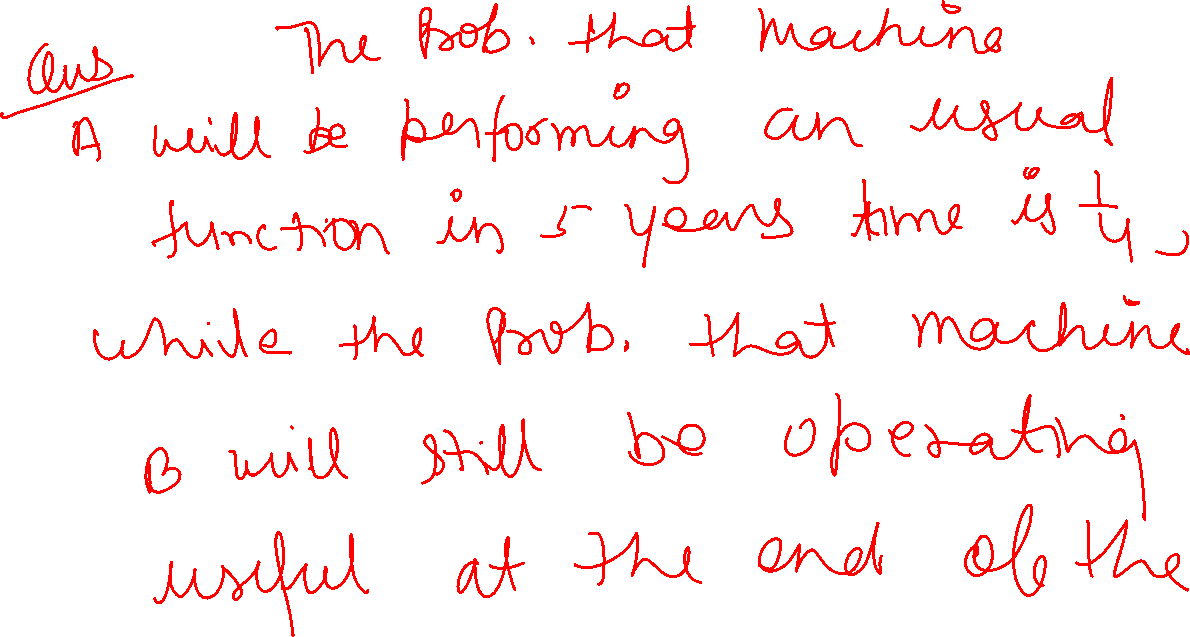 Ques The Prob. that machine
A will be performing an usual
function in 5 years time is 1/4,
while the Prob. that machine
B will still be operating
useful at the end of the